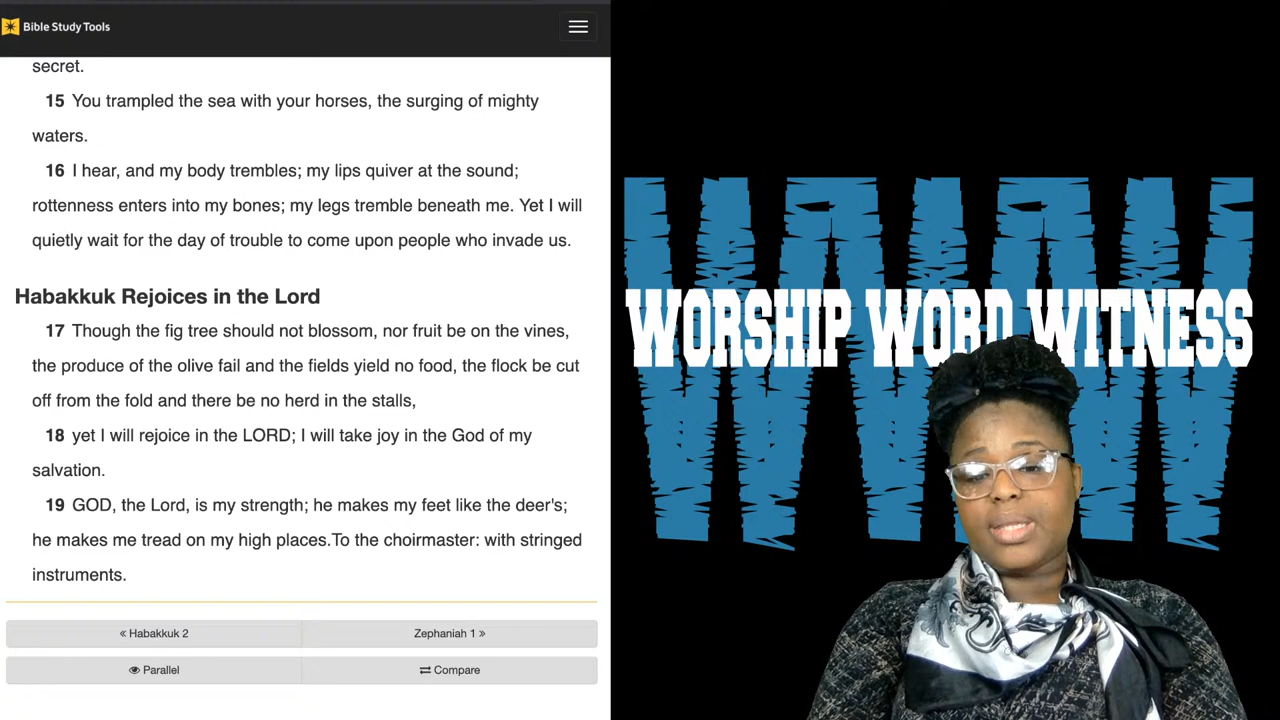 Bible Study Tools
secret.
15 You trampled the sea with your horses, the surging of mighty
waters.
16 I hear, and my body trembles; my lips quiver at the sound;
rottenness enters into my bones; my legs tremble beneath me. Yet I will
quietly wait for the day of trouble to come upon people who invade us.
Habakkuk Rejoices in the Lord
17 Though the fig tree should not blossom, nor fruit be on the vines,
the produce of the olive fail and the fields yield no food, the flock be cut
off from the fold and there be no herd in the stalls,
18 yet I will rejoice in the LORD; I will take joy in the God of my
salvation.
19 GOD, the Lord, is my strength; he makes my feet like the deer's;
he makes me tread on my high places.To the choirmaster: with stringed
instruments.
« Habakkuk 2
Zephaniah 1 »
Parallel
Compare
WWW
WORSHIP WORD WITNESS